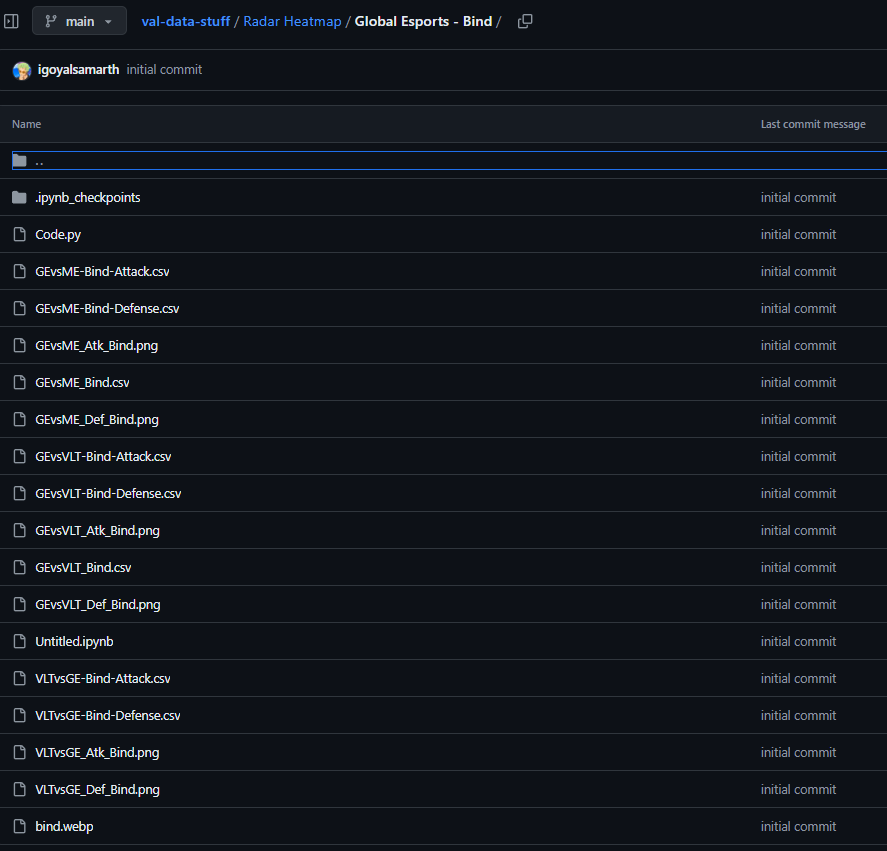 main
val-data-stuff / Radar Heatmap / Global Esports - Bind /
igoyalsamarth initial commit
Name Last commit message
..
.ipynb_checkpoints initial commit
Code.py initial commit
GEvsME-Bind-Attack.csv initial commit
GEvsME-Bind-Defense.csv initial commit
GEvsME_Atk_Bind.png initial commit
GEvsME_Bind.csv initial commit
GEvsME_Def_Bind.png initial commit
GEvsVLT-Bind-Attack.csv initial commit
GEvsVLT-Bind-Defense.csv initial commit
GEvsVLT_Atk_Bind.png initial commit
GEvsVLT_Bind.csv initial commit
GEvsVLT_Def_Bind.png initial commit
Untitled.ipynb initial commit
VLTvsGE-Bind-Attack.csv initial commit
VLTvsGE-Bind-Defense.csv initial commit
VLTvsGE_Atk_Bind.png initial commit
VLTvsGE_Def_Bind.png initial commit
bind.webp initial commit